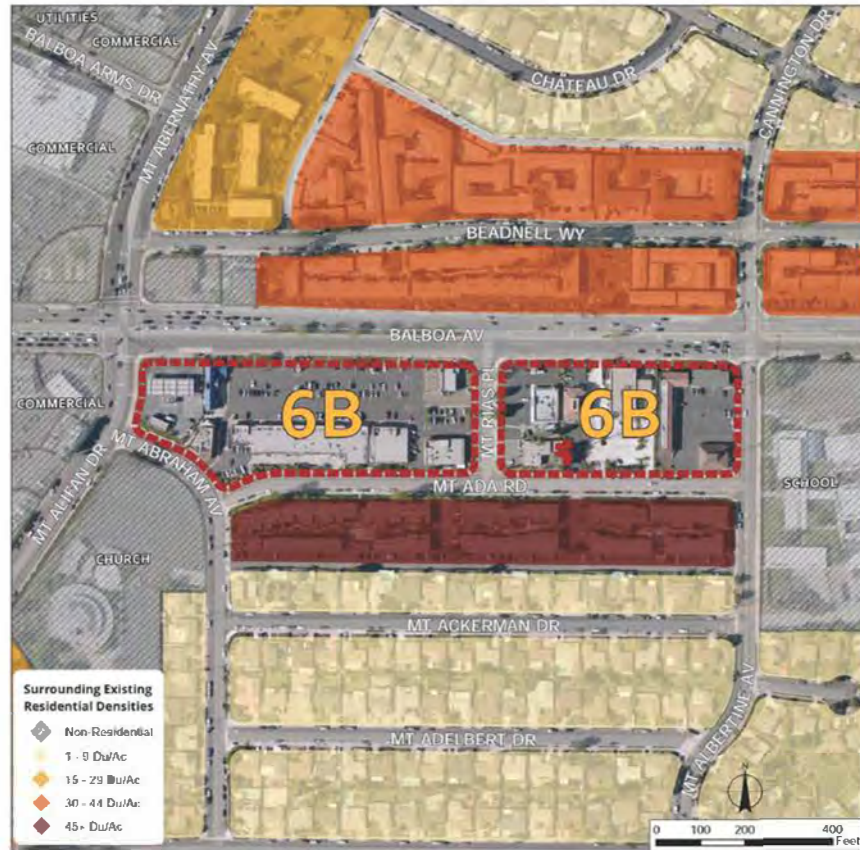 UTILITIES
COMMERCIAL
BALBOA ARMS DR
MT ABERNATHY AV
COMMERCIAL
CHATEAU DR
CANNINGTON DR
BEADNELL WY
BALBOA AV
COMMERCIAL
6B
MT RIAS PL
6B
MT ALIFAN DR
MT ABRAHAM AV
MT ADA RD
SCHOOL
CHURCH
MT ACKERMAN DR
MT ADELBERT DR
MT ALBERTINE AV
Surrounding Existing
Residential Densities
Non-Residential
1 - 9 Du/Ac
15 - 29 Du/Ac
30 - 44 Du/Ac
45+ Du/Ac
N
0 100 200 400
Feet